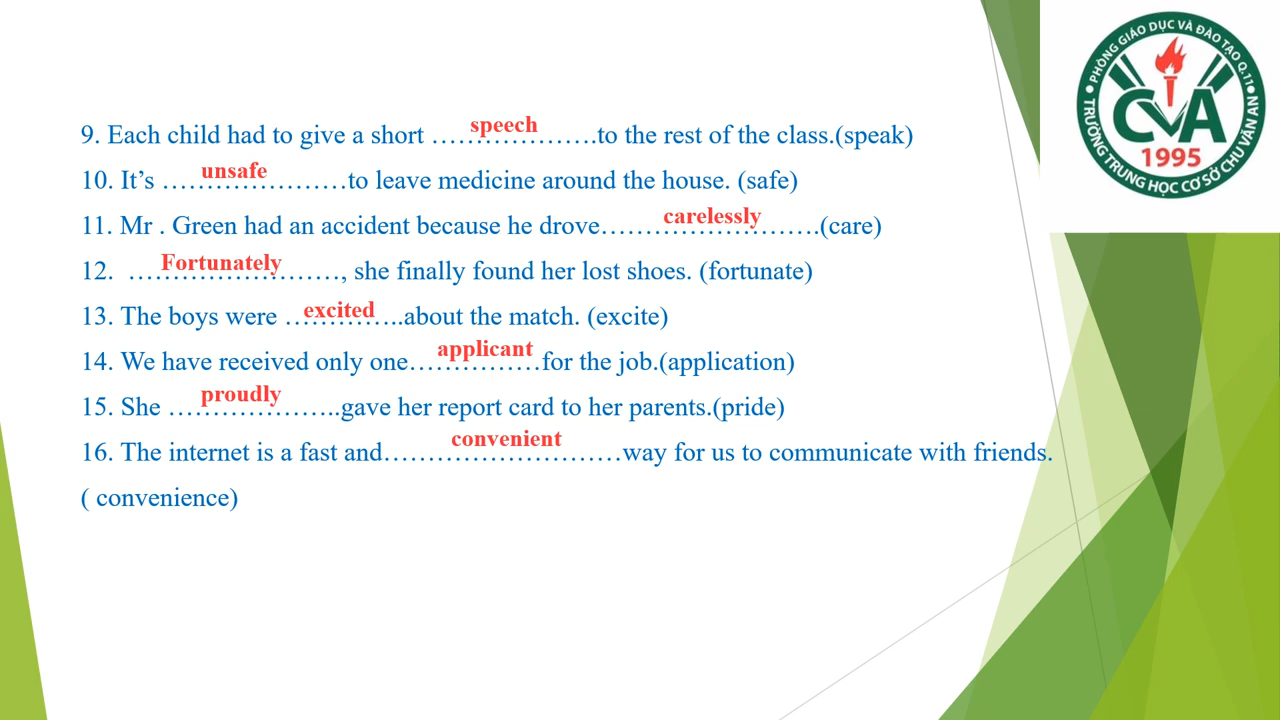 9. Each child had to give a short ……speech……….to the rest of the class.(speak)
10. It’s ……unsafe………to leave medicine around the house. (safe)
11. Mr . Green had an accident because he drove………carelessly…….(care)
12. ……Fortunately………, she finally found her lost shoes. (fortunate)
13. The boys were …excited…..about the match. (excite)
14. We have received only one……applicant…for the job.(application)
15. She ……proudly……..gave her report card to her parents.(pride)
16. The internet is a fast and………convenient………way for us to communicate with friends.
( convenience)
PHÒNG GIÁO DỤC VÀ ĐÀO TẠO Q.11
CVA
1995
TRƯỜNG TRUNG HỌC CƠ SỞ CHU VĂN AN